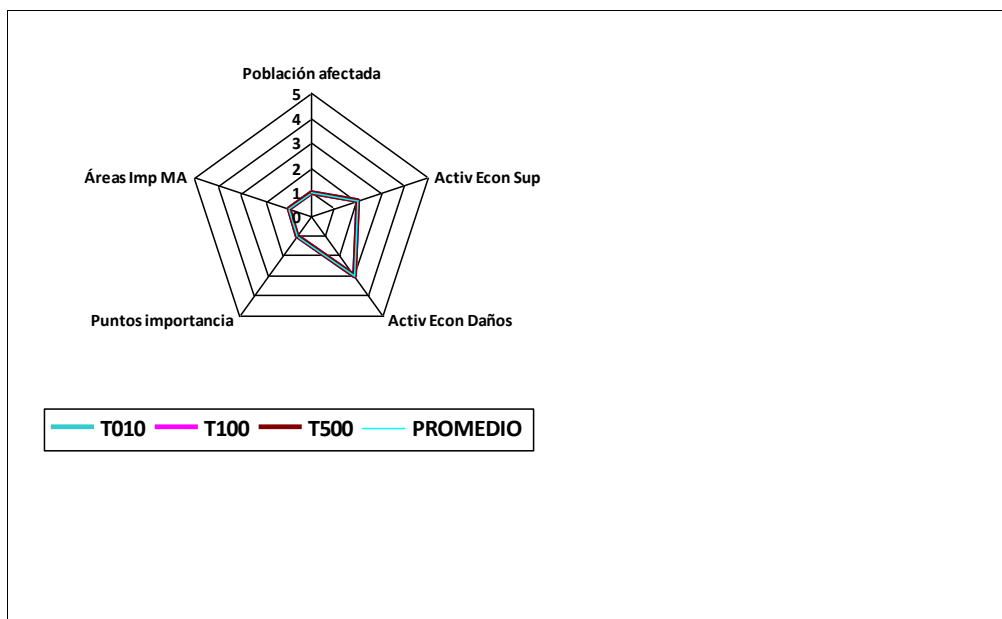 Población afectada
5
4
3
2
1
0
Áreas Imp MA
Activ Econ Sup
Puntos importancia
Activ Econ Daños
T010 T100 T500 PROMEDIO